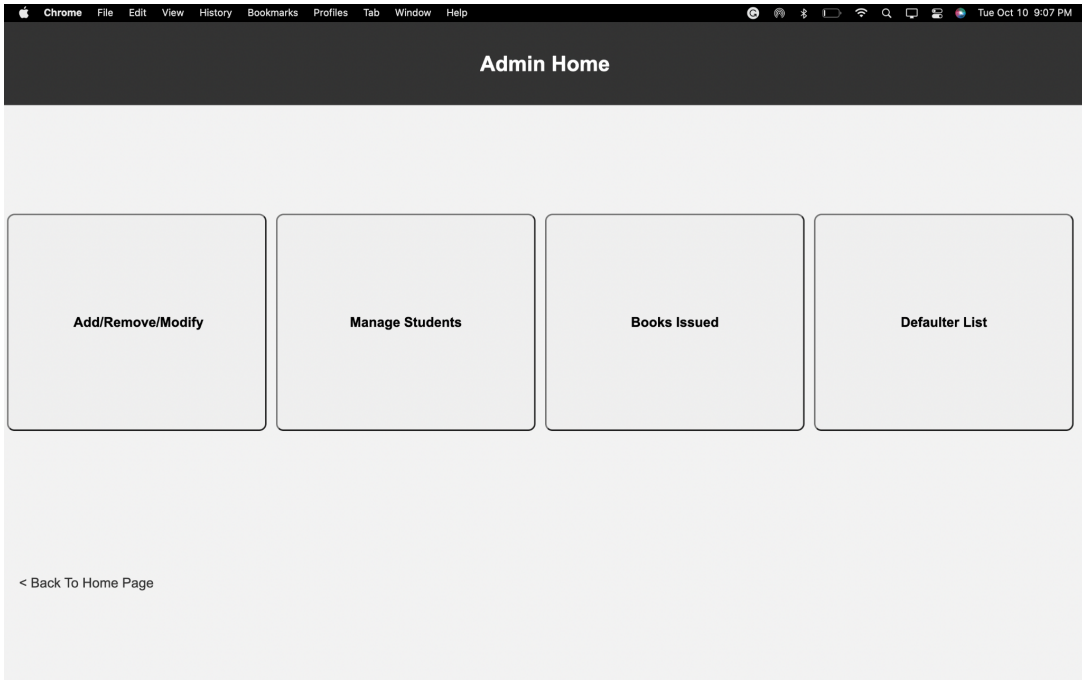 Chrome File Edit View History Bookmarks Profiles Tab Window Help Tue Oct 10 9:07 PM
Admin Home
Add/Remove/Modify Manage Students Books Issued Defaulter List
< Back To Home Page